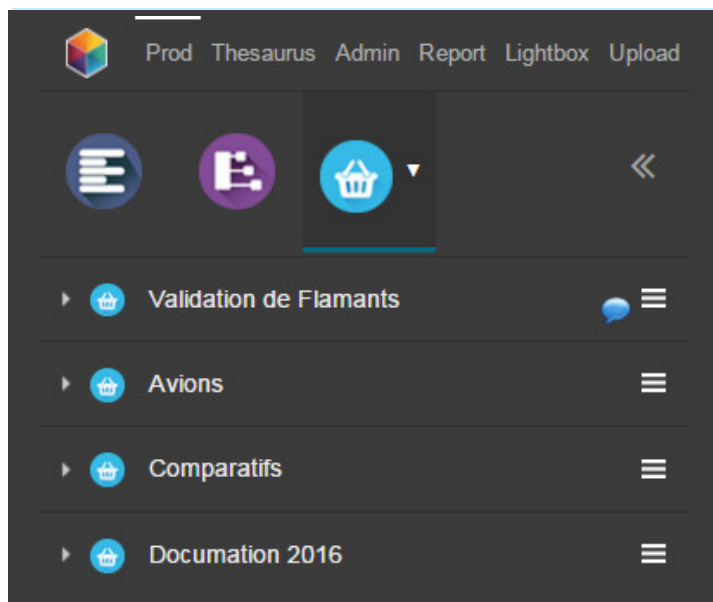 Prod Thesaurus Admin Report Lightbox Upload
Validation de Flamants
Avions
Comparatifs
Documation 2016